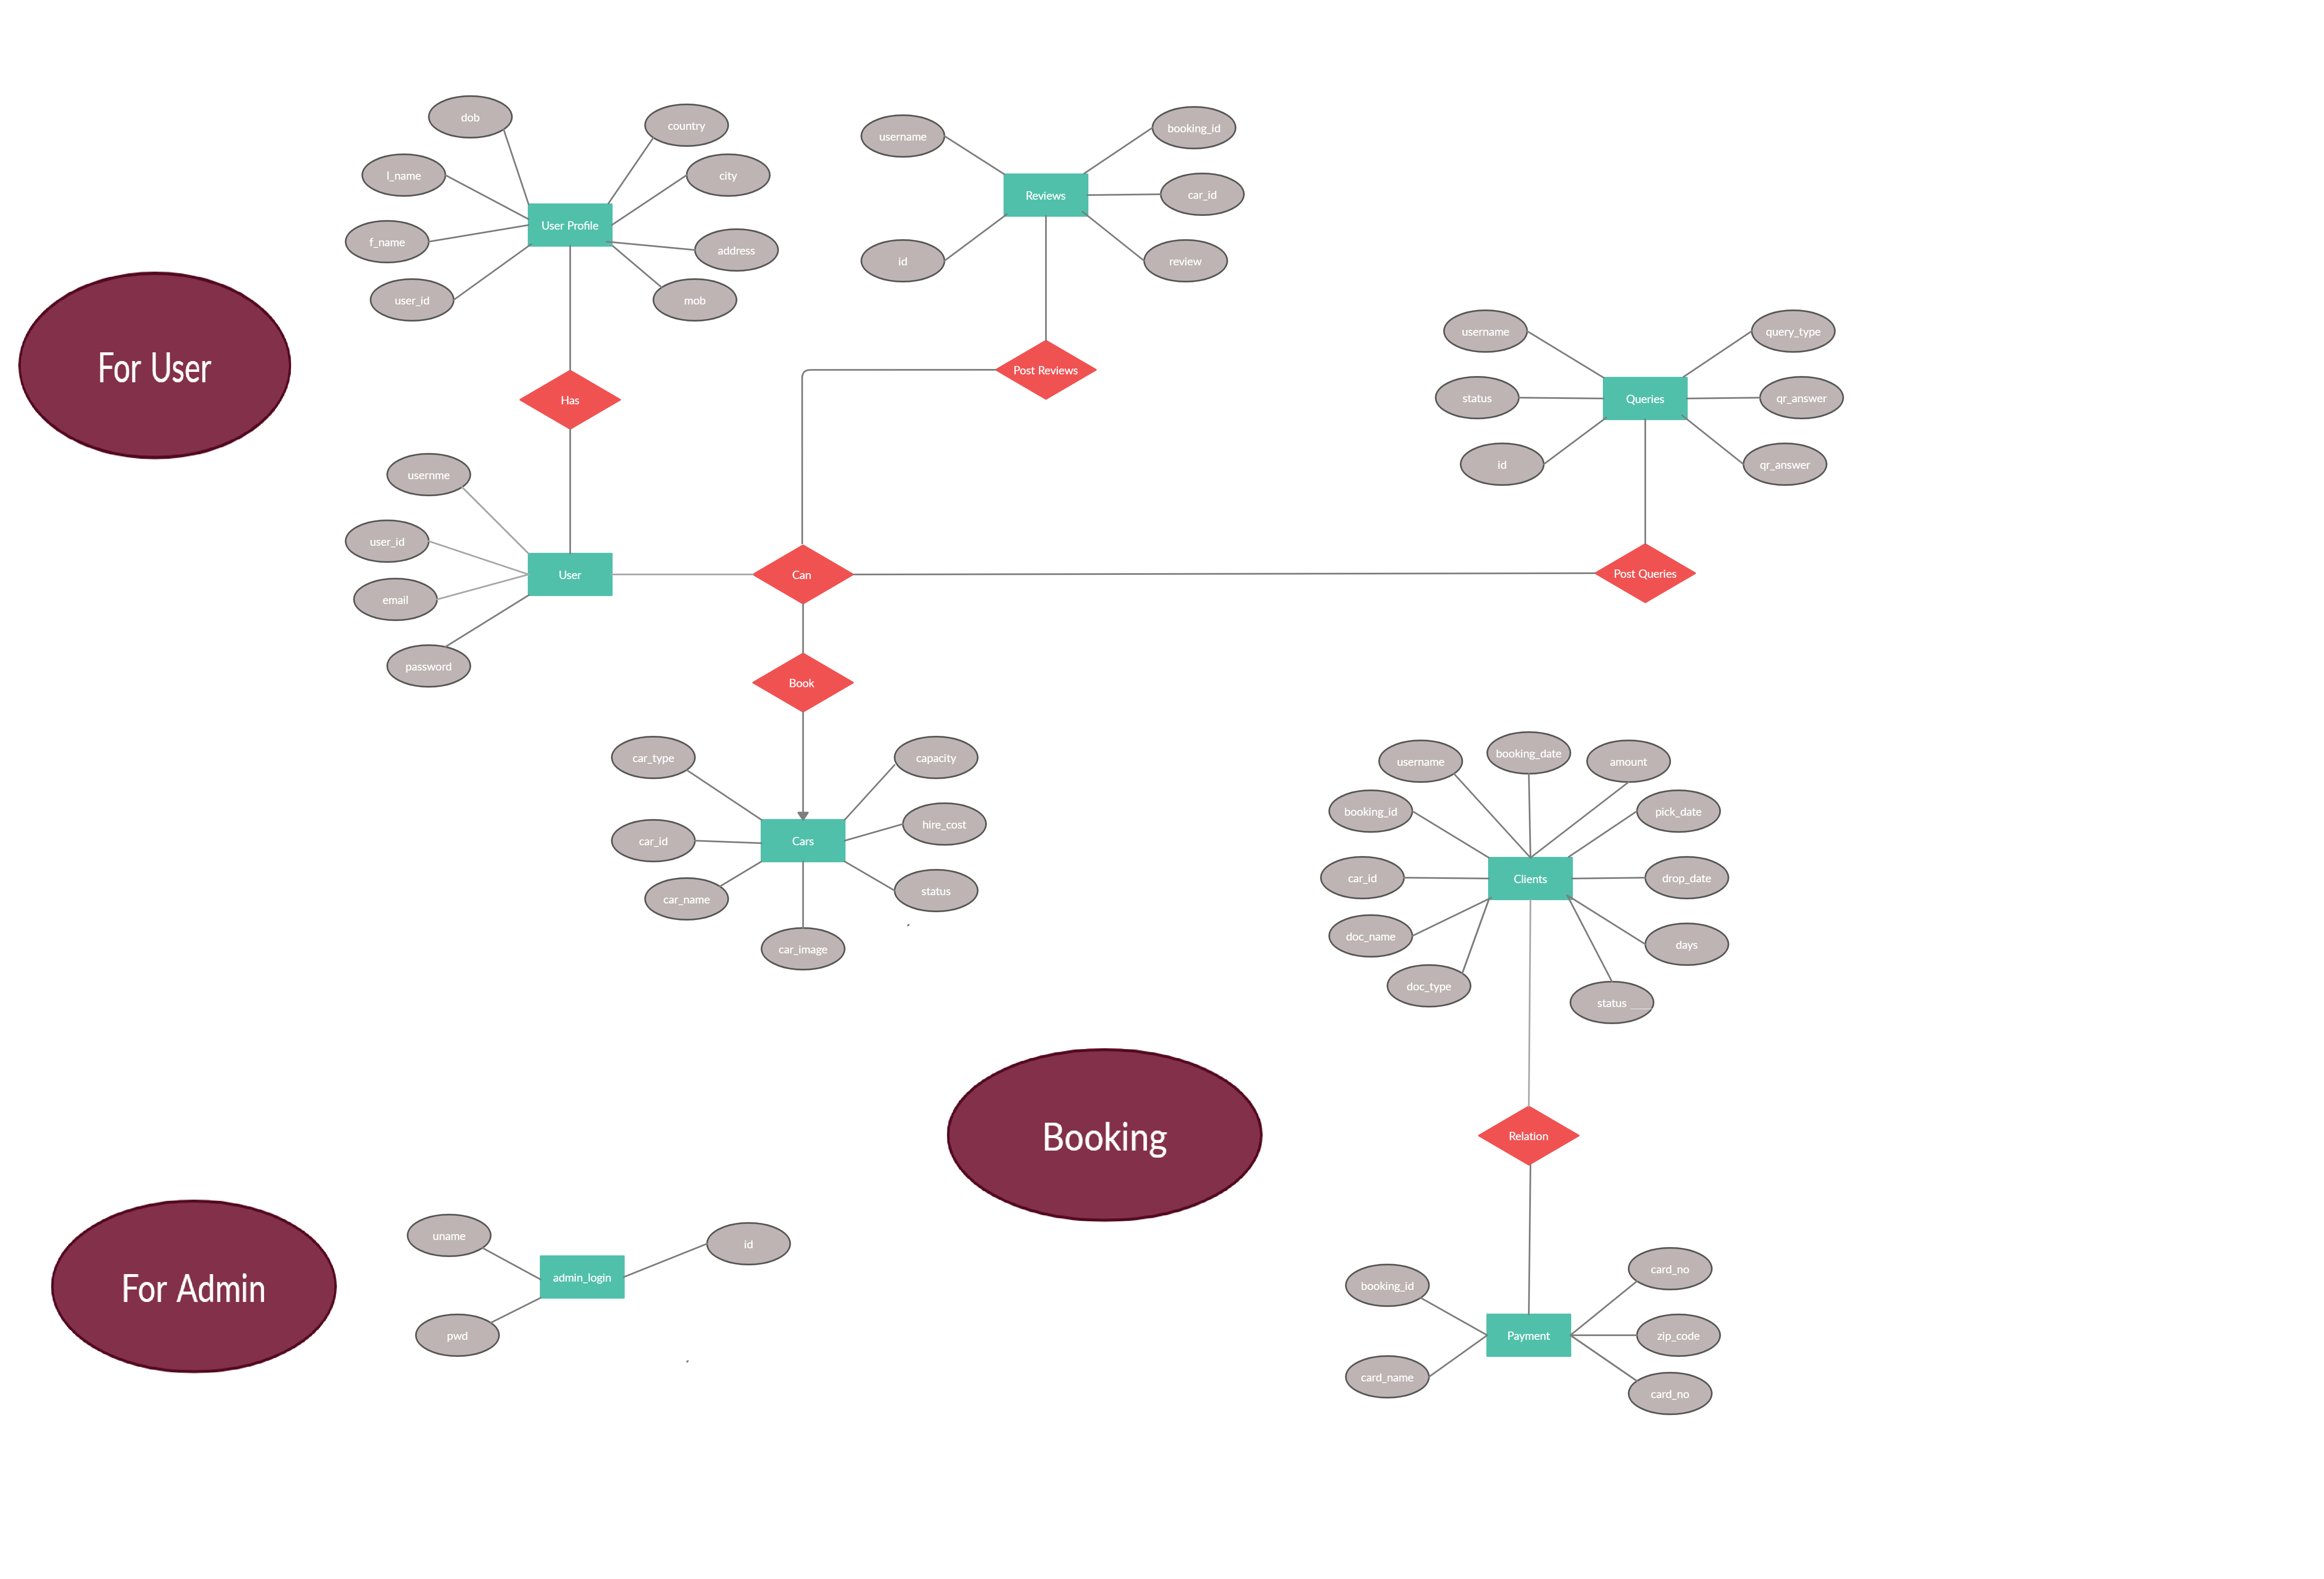 dob
country
l_name
city
User Profile
f_name
address
user_id
mob
username
booking_id
Reviews
car_id
id
review
For User
Has
Post Reviews
username
query_type
status
Queries
qr_answer
id
qr_answer
usernme
user_id
User
email
password
Can
Post Queries
Book
car_type
capacity
car_id
Cars
hire_cost
car_name
status
car_image
username
booking_date
amount
booking_id
pick_date
car_id
Clients
drop_date
doc_name
days
doc_type
status ___
Booking
Relation
For Admin
uname
id
admin_login
pwd
booking_id
card_no
Payment
zip_code
card_name
card_no